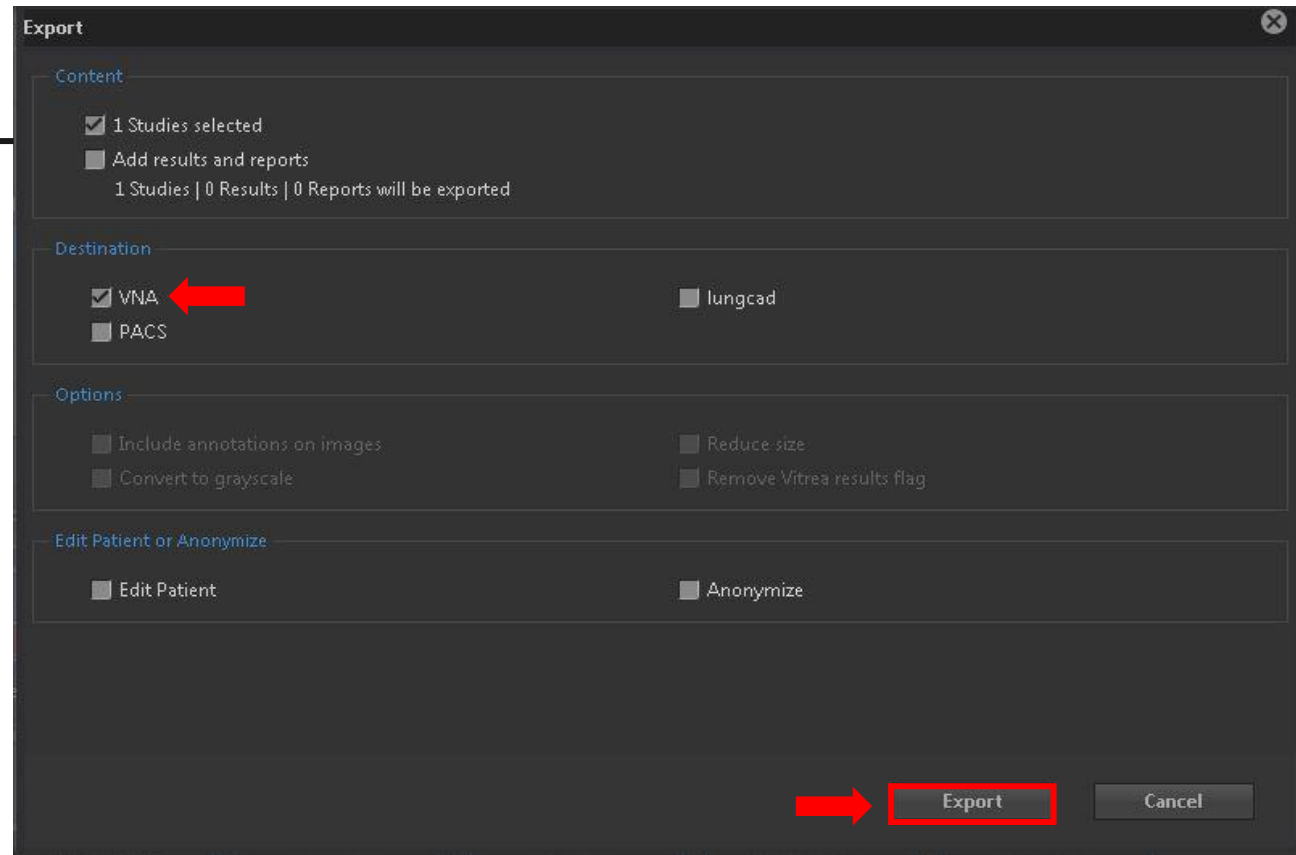 Export
Content
1 Studies selected
Add results and reports
1 Studies | 0 Results | 0 Reports will be exported
Destination
VNA
lungcad
PACS
Options
Include annotations on images
Reduce size
Convert to grayscale
Remove Vitrea results flag
Edit Patient or Anonymize
Edit Patient
Anonymize
Export
Cancel